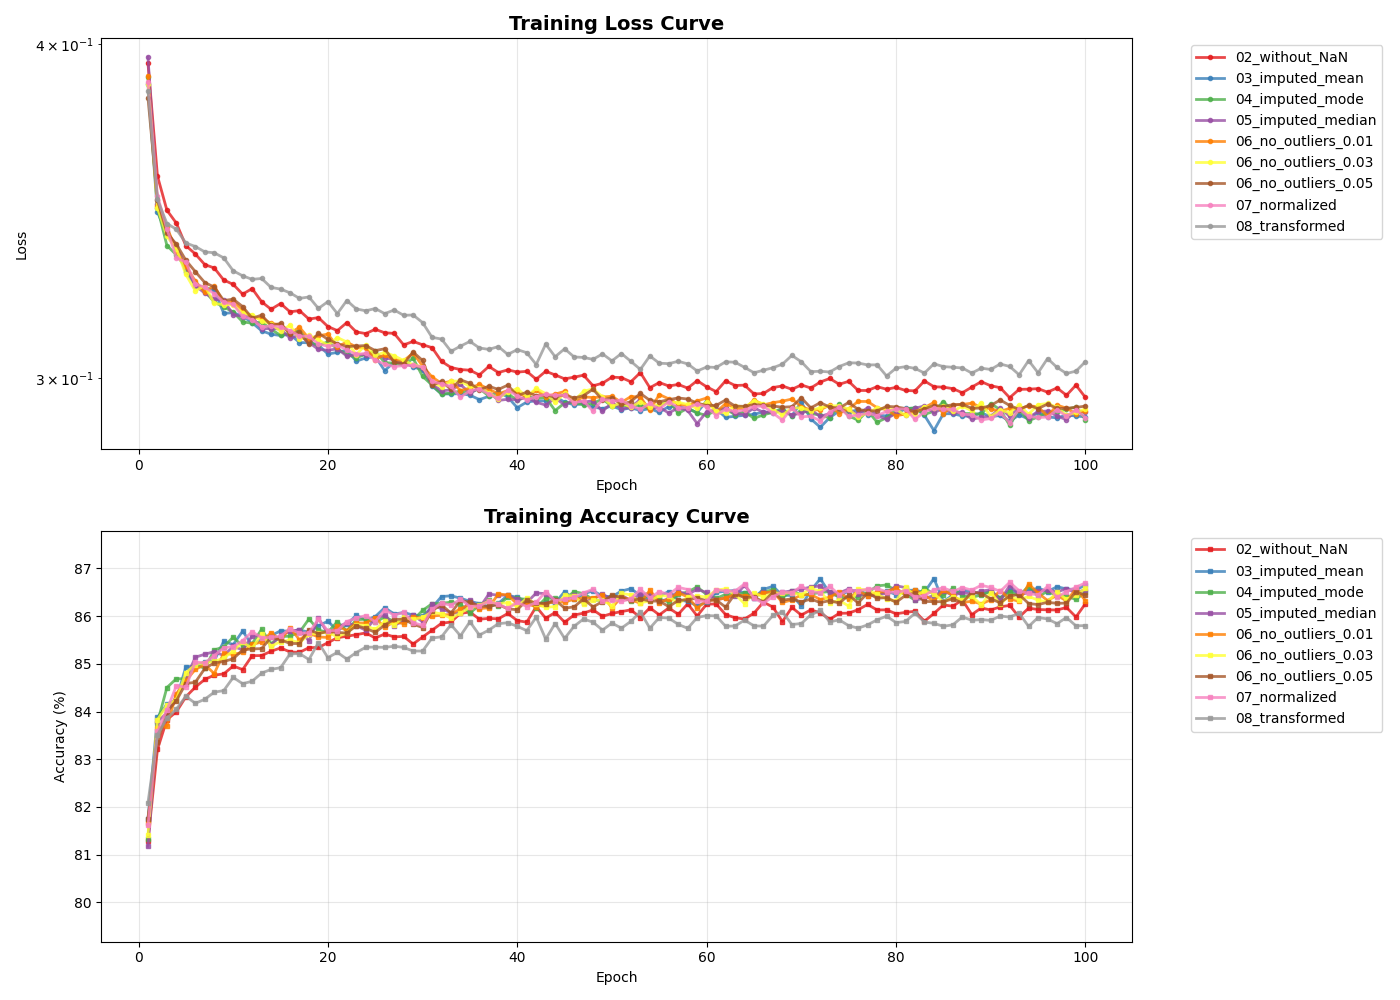 Training Loss Curve
4 × 10⁻¹
3 × 10⁻¹
Loss
0 20 40 60 80 100
Epoch
02_without_NaN
03_imputed_mean
04_imputed_mode
05_imputed_median
06_no_outliers_0.01
06_no_outliers_0.03
06_no_outliers_0.05
07_normalized
08_transformed
Training Accuracy Curve
87
86
85
84
83
82
81
80
Accuracy (%)
0 20 40 60 80 100
Epoch
02_without_NaN
03_imputed_mean
04_imputed_mode
05_imputed_median
06_no_outliers_0.01
06_no_outliers_0.03
06_no_outliers_0.05
07_normalized
08_transformed